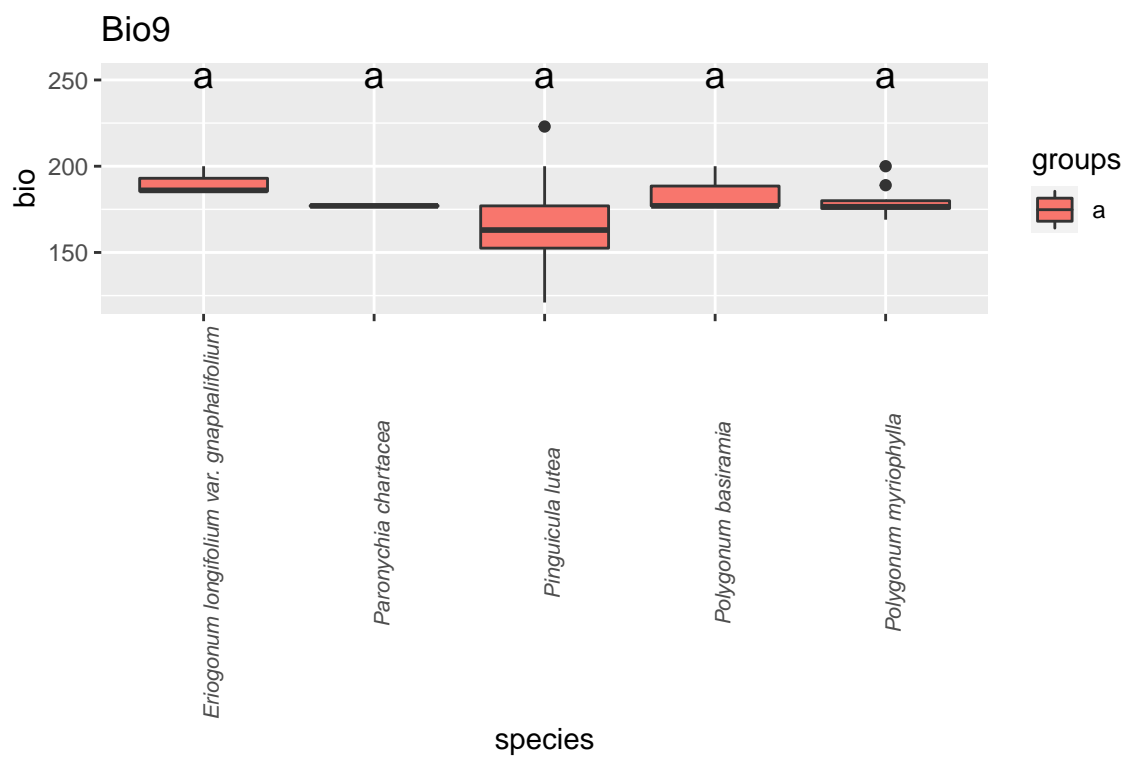 Bio9
a a a a a
250
200
150
bio
groups
a
Eriogonum longifolium var. gnaphalifolium
Paronychia chartacea
Pinguicula lutea
Polygonum basiramia
Polygonum myriophylla
species